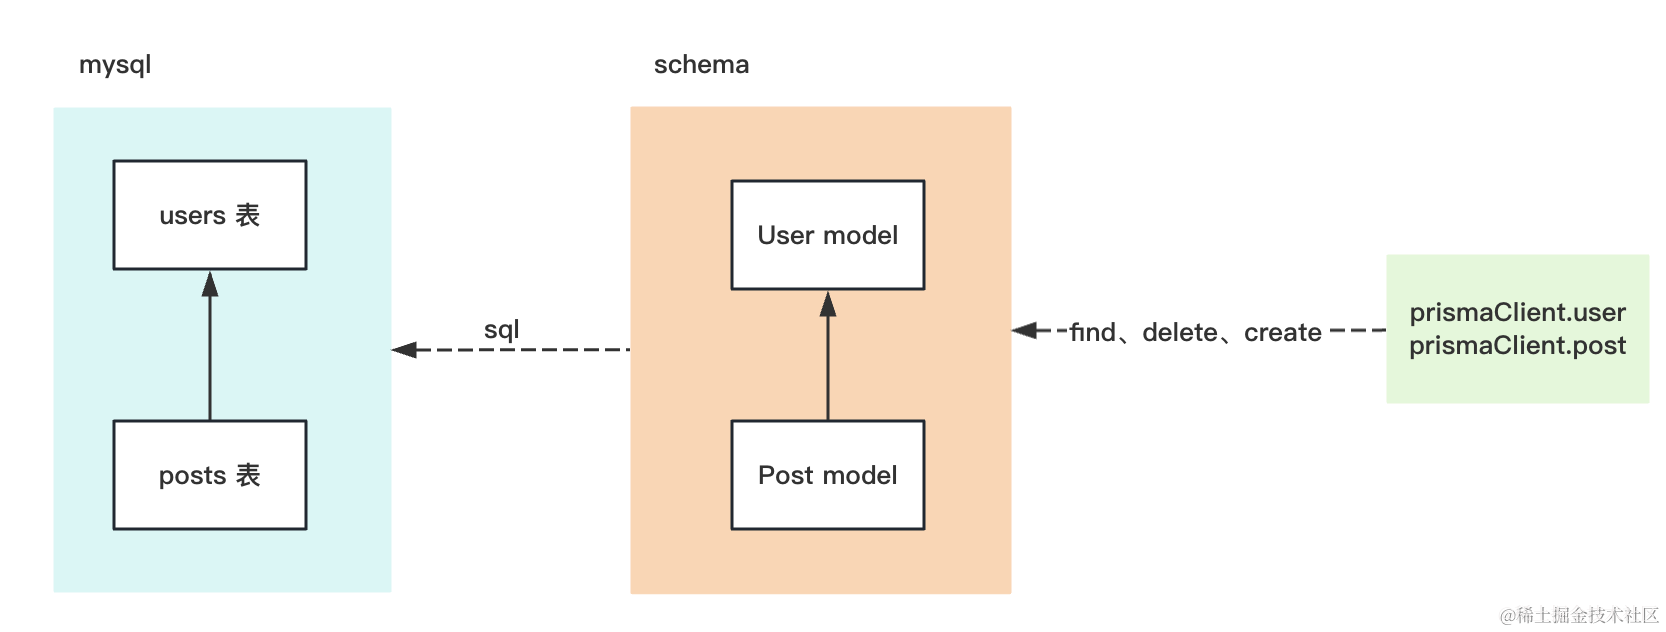 mysql
schema
users 表
User model
sql
find、delete、create
prismaClient.user
prismaClient.post
posts 表
Post model
@稀土掘金技术社区